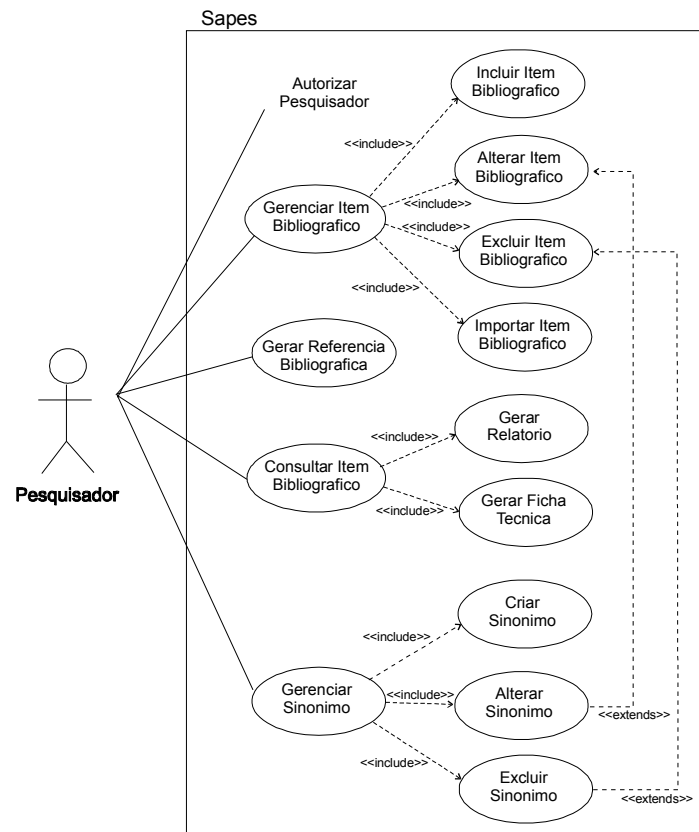 Sapes
Autorizar
Pesquisador
Incluir Item
Bibliografico
<<include>>
Alterar Item
Bibliografico
<<include>>
Gerenciar Item
Bibliografico
<<include>>
Excluir Item
Bibliografico
<<include>>
Importar Item
Bibliografico
Gerar Referencia
Bibliografica
Pesquisador
Gerar
Relatorio
<<include>>
Consultar Item
Bibliografico
<<include>>
Gerar Ficha
Tecnica
Criar
Sinonimo
<<include>>
Gerenciar
Sinonimo
<<include>>
Alterar
Sinonimo
<<extends>>
<<include>>
Excluir
Sinonimo
<<extends>>